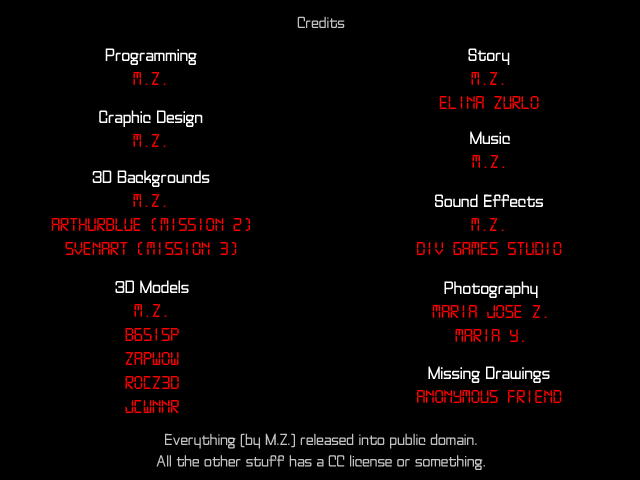 Credits
Programming
M.Z.
Graphic Design
M.Z.
3D Backgrounds
M.Z.
ARTHURBLUE (MISSION 2)
SVENART (MISSION 3)
3D Models
M.Z.
B6SISP
ZAPWOW
ROCZ3D
JCWNNR
Story
M.Z.
ELINA ZURLO
Music
M.Z.
Sound Effects
M.Z.
DIV GAMES STUDIO
Photography
MARIA JOSE Z.
MARIA Y.
Missing Drawings
ANONYMOUS FRIEND
Everything (by M.Z.) released into public domain.
All the other stuff has a CC license or something.